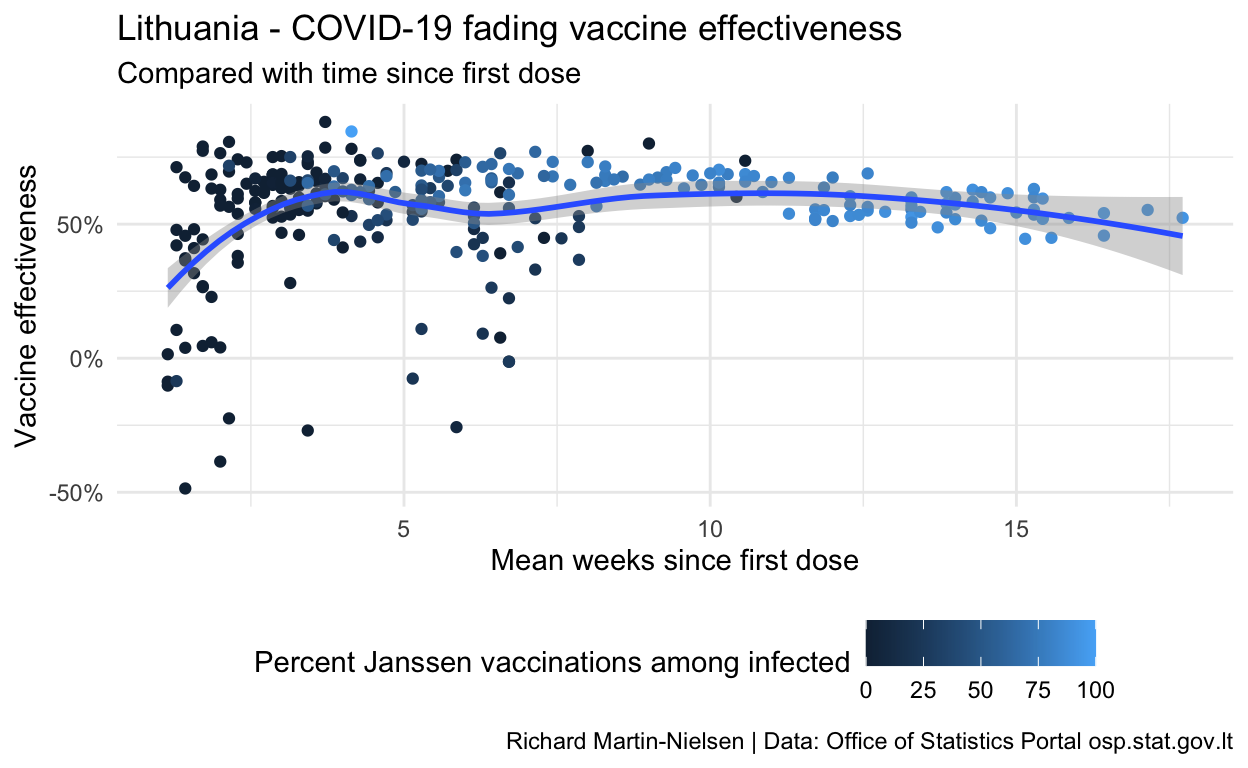 Lithuania - COVID-19 fading vaccine effectiveness
Compared with time since first dose
Vaccine effectiveness
50%
0%
-50%
5 10 15
Mean weeks since first dose
Percent Janssen vaccinations among infected
0 25 50 75 100
Richard Martin-Nielsen | Data: Office of Statistics Portal osp.stat.gov.lt